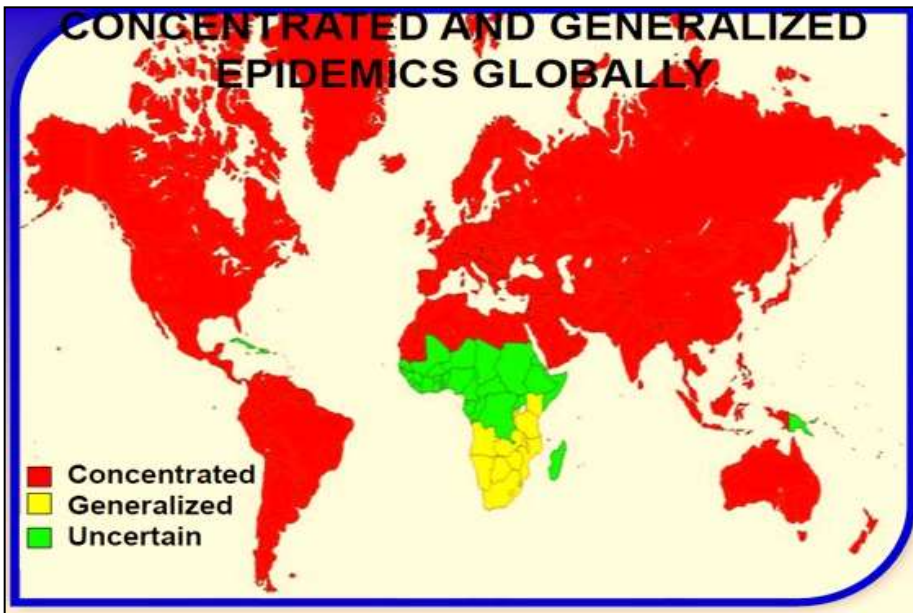 CONCENTRATED AND GENERALIZED
EPIDEMICS GLOBALLY
Concentrated
Generalized
Uncertain